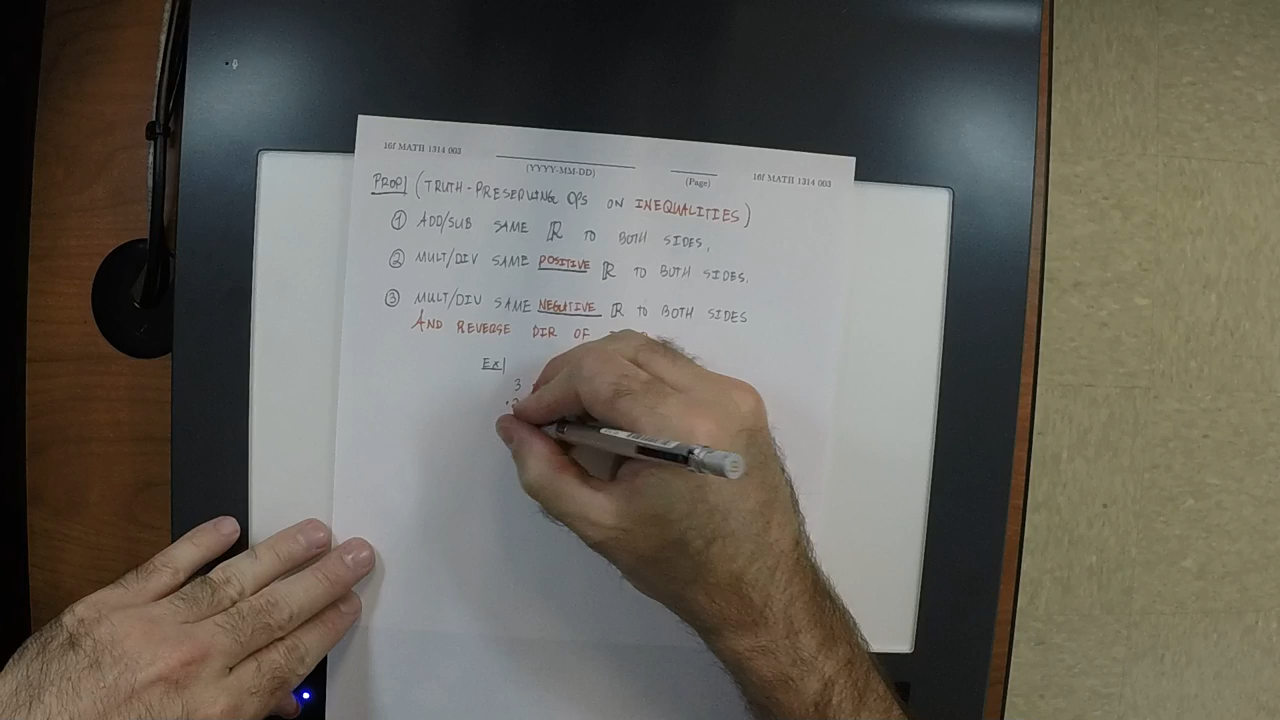 16f MATH 1314 003 (YYYY-MM-DD) (Page) 16f MATH 1314 003
PROP (TRUTH-PRESERVING OPS ON INEQUALITIES)
① ADD/SUB SAME ℝ TO BOTH SIDES.
② MULT/DIV SAME POSITIVE ℝ TO BOTH SIDES.
③ MULT/DIV SAME NEGATIVE ℝ TO BOTH SIDES
AND REVERSE DIR OF
Ex
3